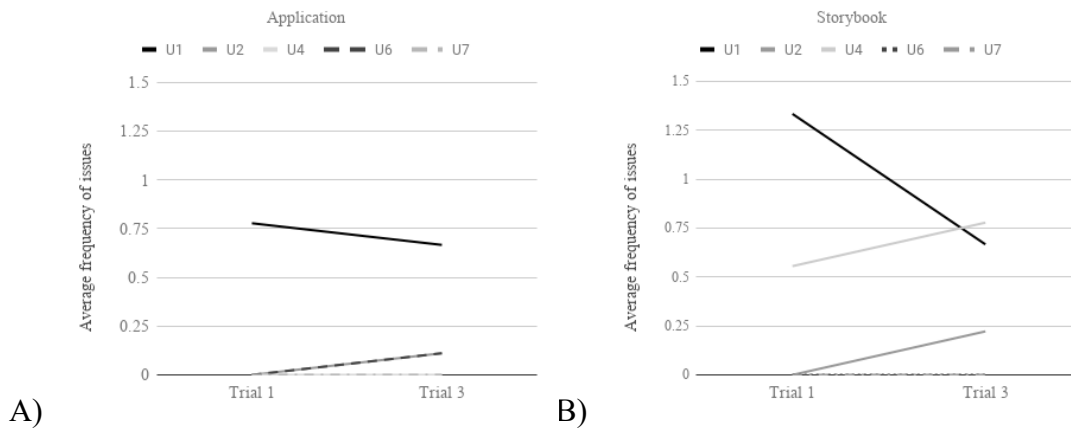 Application
U1 U2 U4 U6 U7
Average frequency of issues
1.5
1.25
1
0.75
0.5
0.25
0
Trial 1 Trial 3
A)
Storybook
U1 U2 U4 U6 U7
Average frequency of issues
1.5
1.25
1
0.75
0.5
0.25
0
Trial 1 Trial 3
B)